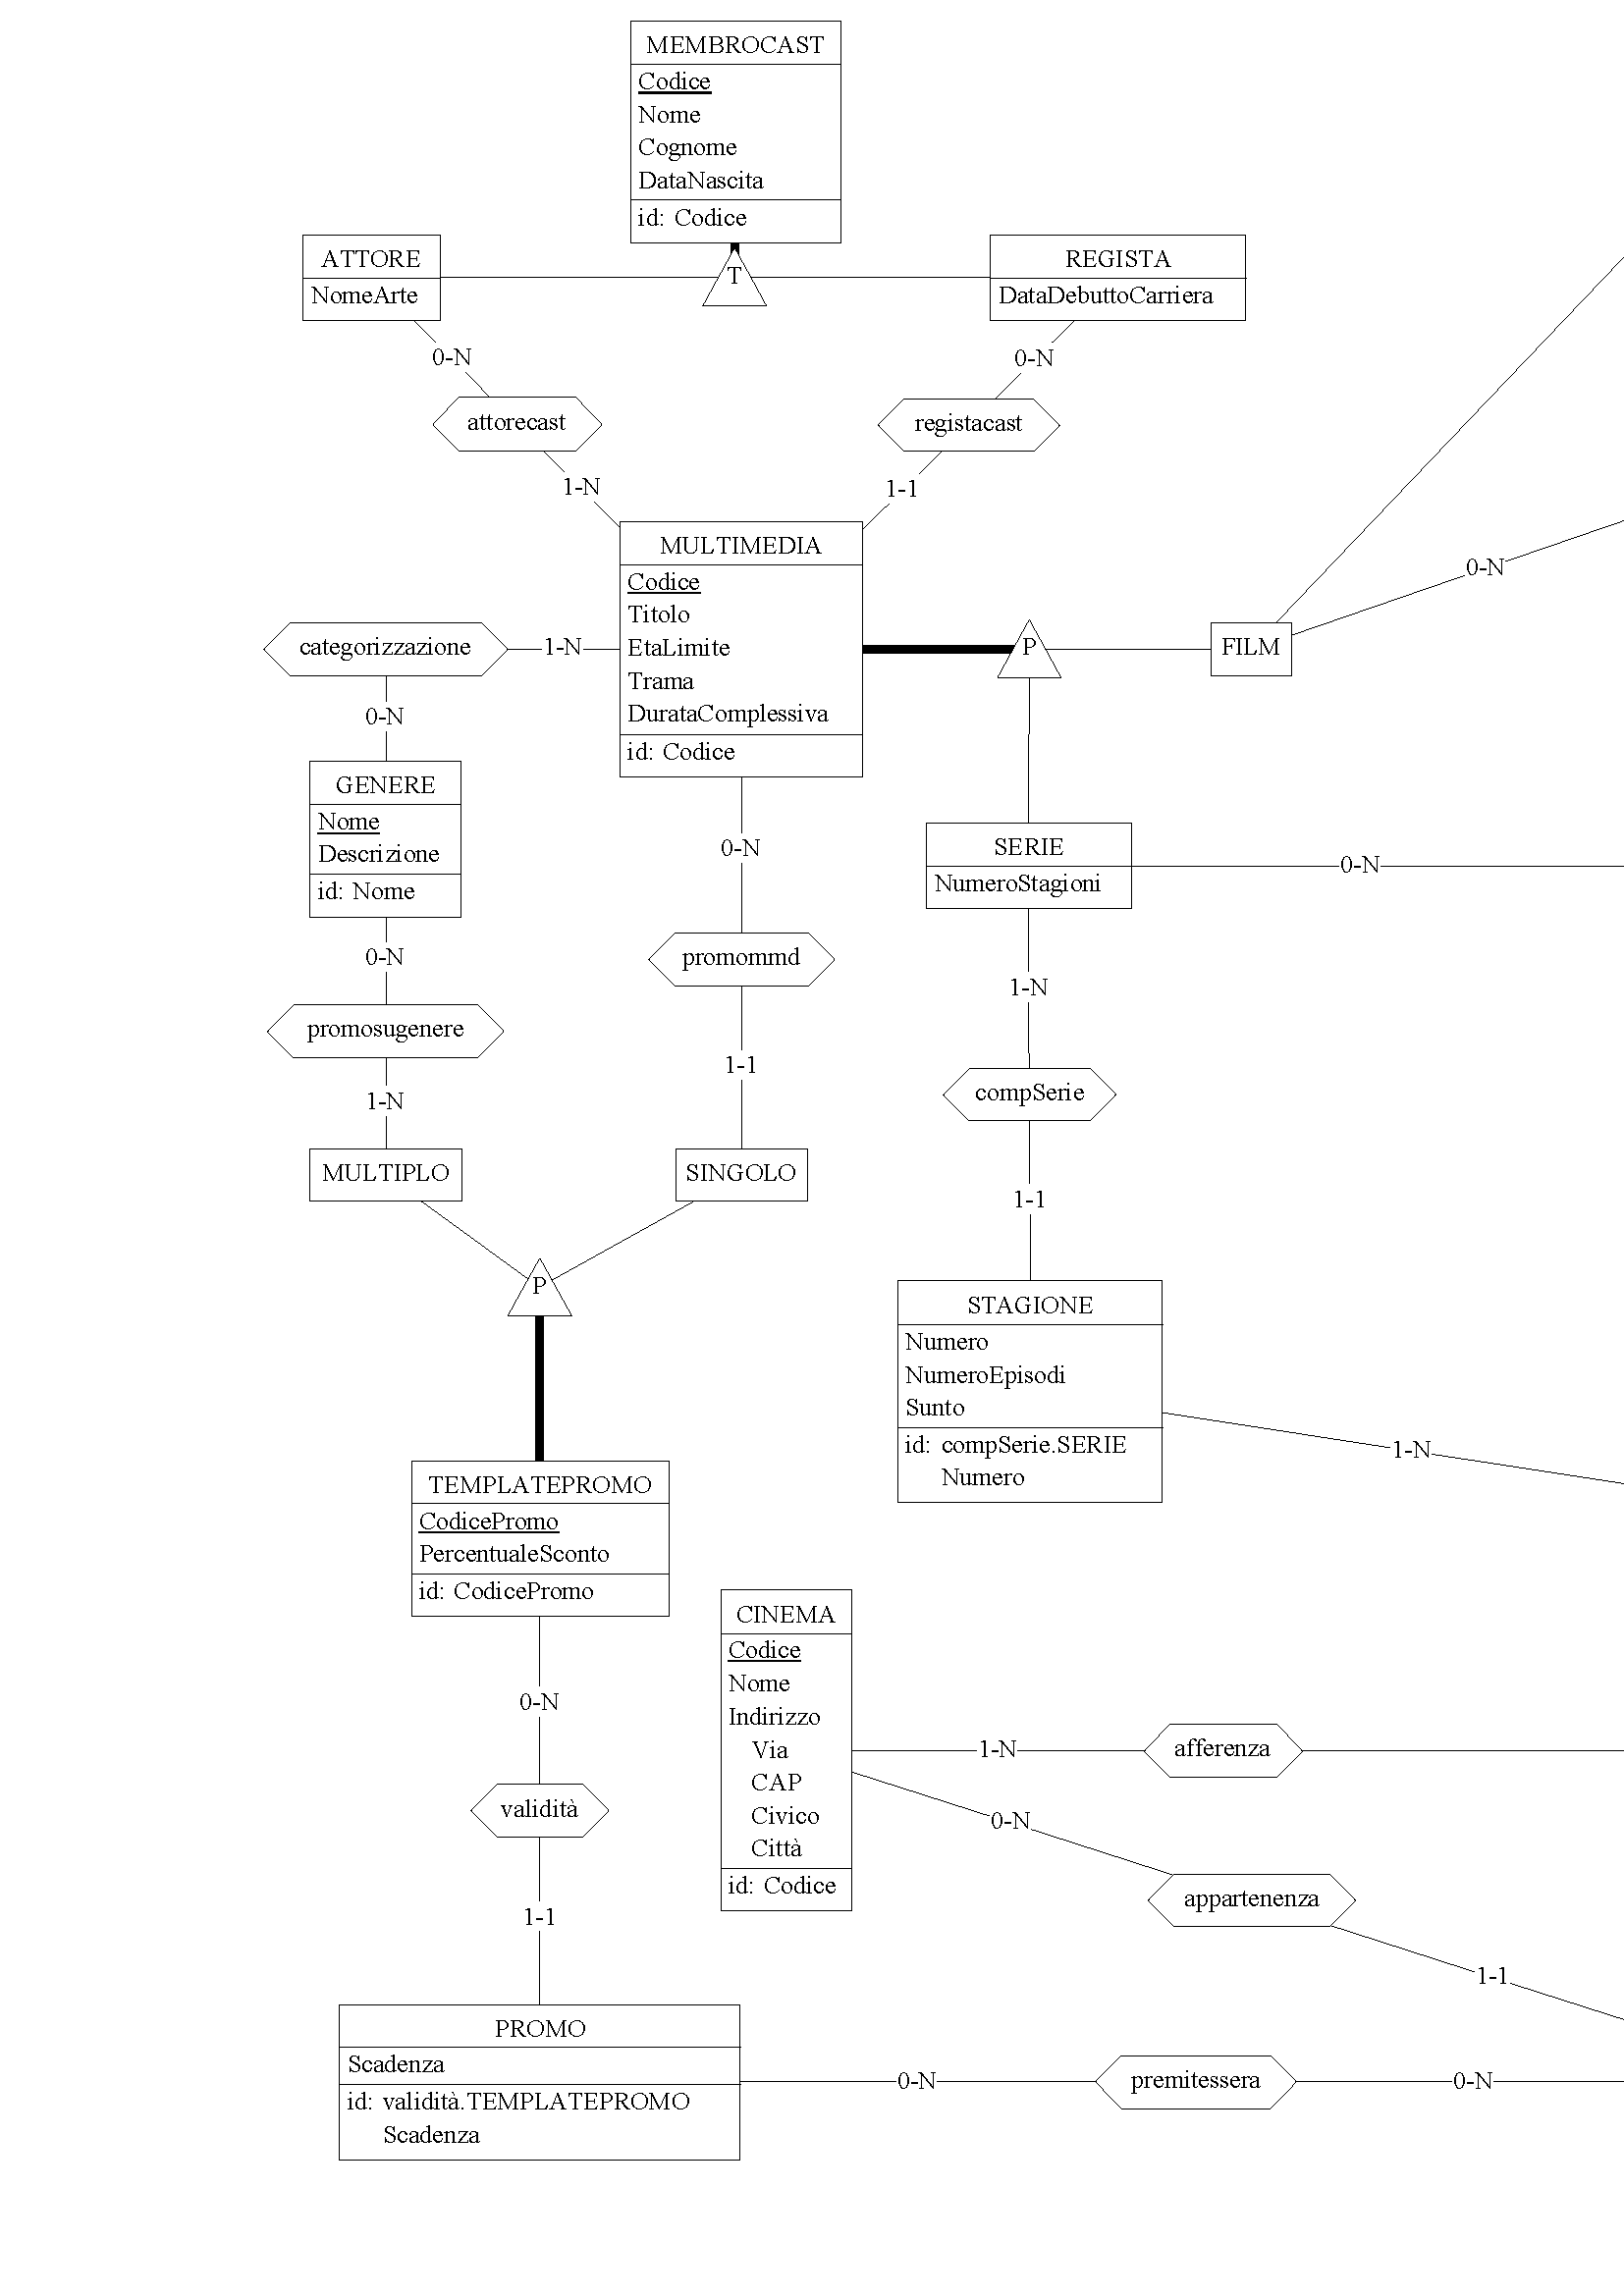 MEMBROCAST
Codice
Nome
Cognome
DataNascita
id: Codice
ATTORE
NomeArte
T
REGISTA
DataDebuttoCarriera
0-N
0-N
attorecast
registacast
1-N
1-1
MULTIMEDIA
Codice
Titolo
EtaLimite
Trama
DurataComplessiva
id: Codice
categorizzazione
1-N
P
FILM
0-N
0-N
GENERE
Nome
Descrizione
id: Nome
0-N
SERIE
NumeroStagioni
0-N
0-N
promommd
1-N
promosugenere
1-1
compSerie
1-N
MULTIPLO
SINGOLO
1-1
P
STAGIONE
Numero
NumeroEpisodi
Sunto
id: compSerie.SERIE
Numero
1-N
TEMPLATEPROMO
CodicePromo
PercentualeSconto
id: CodicePromo
CINEMA
Codice
Nome
Indirizzo
Via
CAP
Civico
Città
id: Codice
0-N
1-N
afferenza
validità
0-N
appartenenza
1-1
1-1
PROMO
Scadenza
id: validità.TEMPLATEPROMO
Scadenza
0-N
premitessera
0-N